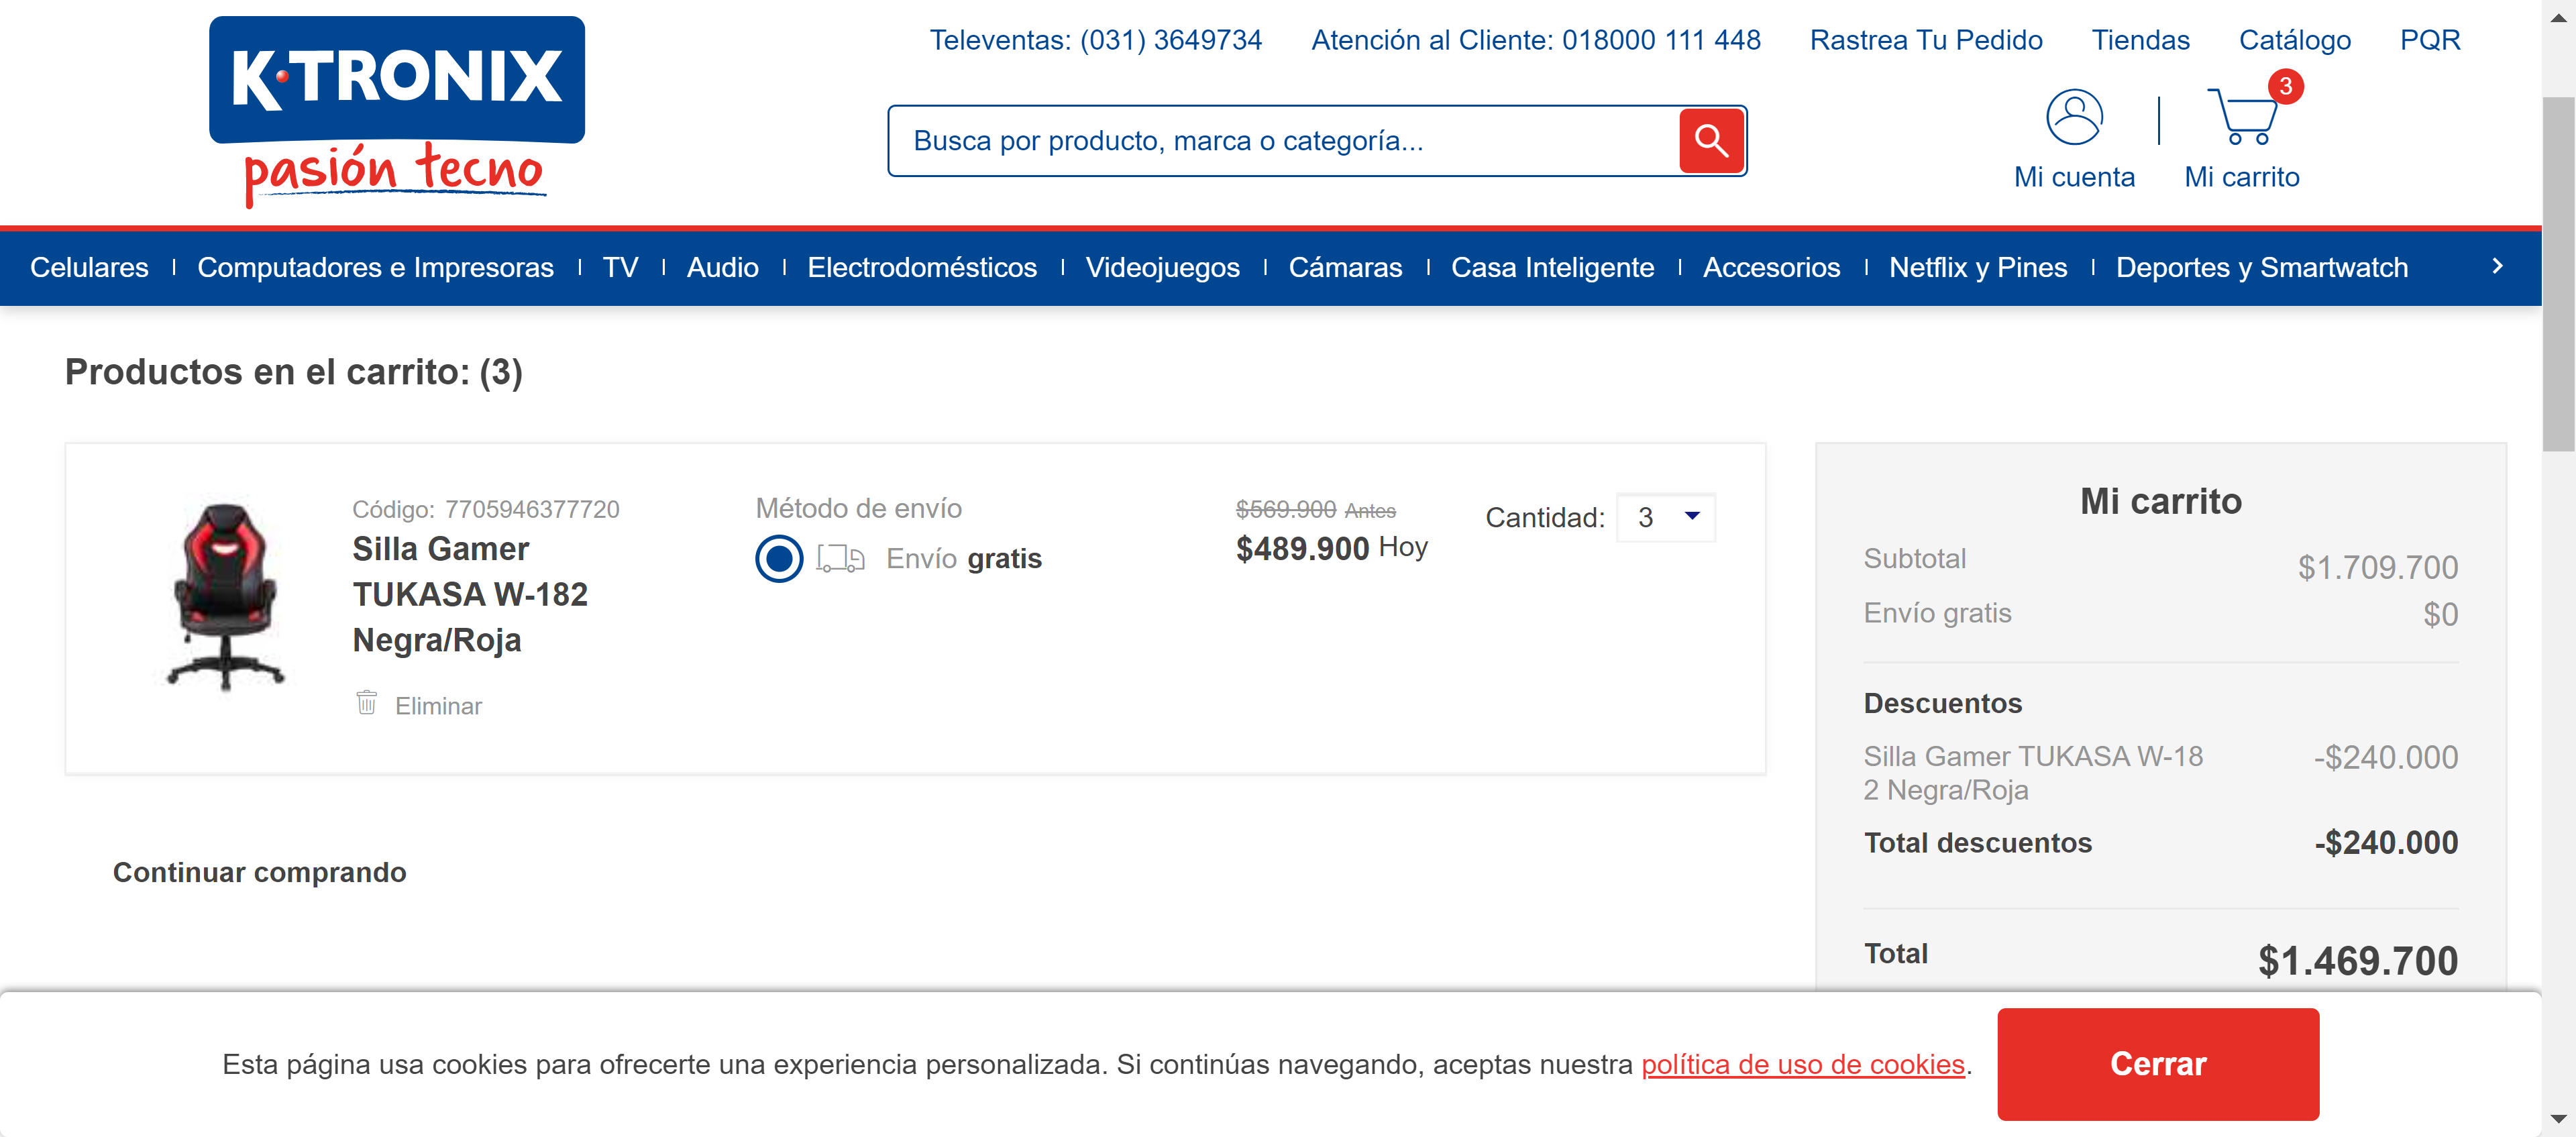 K·TRONIX
pasión tecno
Televentas: (031) 3649734
Atención al Cliente: 018000 111 448
Rastrea Tu Pedido
Tiendas
Catálogo
PQR
Busca por producto, marca o categoría...
Mi cuenta
3
Mi carrito
Celulares
Computadores e Impresoras
TV
Audio
Electrodomésticos
Videojuegos
Cámaras
Casa Inteligente
Accesorios
Netflix y Pines
Deportes y Smartwatch
Productos en el carrito: (3)
Código: 7705946377720
Silla Gamer
TUKASA W-182
Negra/Roja
Eliminar
Método de envío
Envío gratis
$569.900 Antes
$489.900 Hoy
Cantidad: 3
Continuar comprando
Mi carrito
Subtotal $1.709.700
Envío gratis $0
Descuentos
Silla Gamer TUKASA W-18 -$240.000
2 Negra/Roja
Total descuentos -$240.000
Total $1.469.700
Esta página usa cookies para ofrecerte una experiencia personalizada. Si continúas navegando, aceptas nuestra política de uso de cookies.
Cerrar